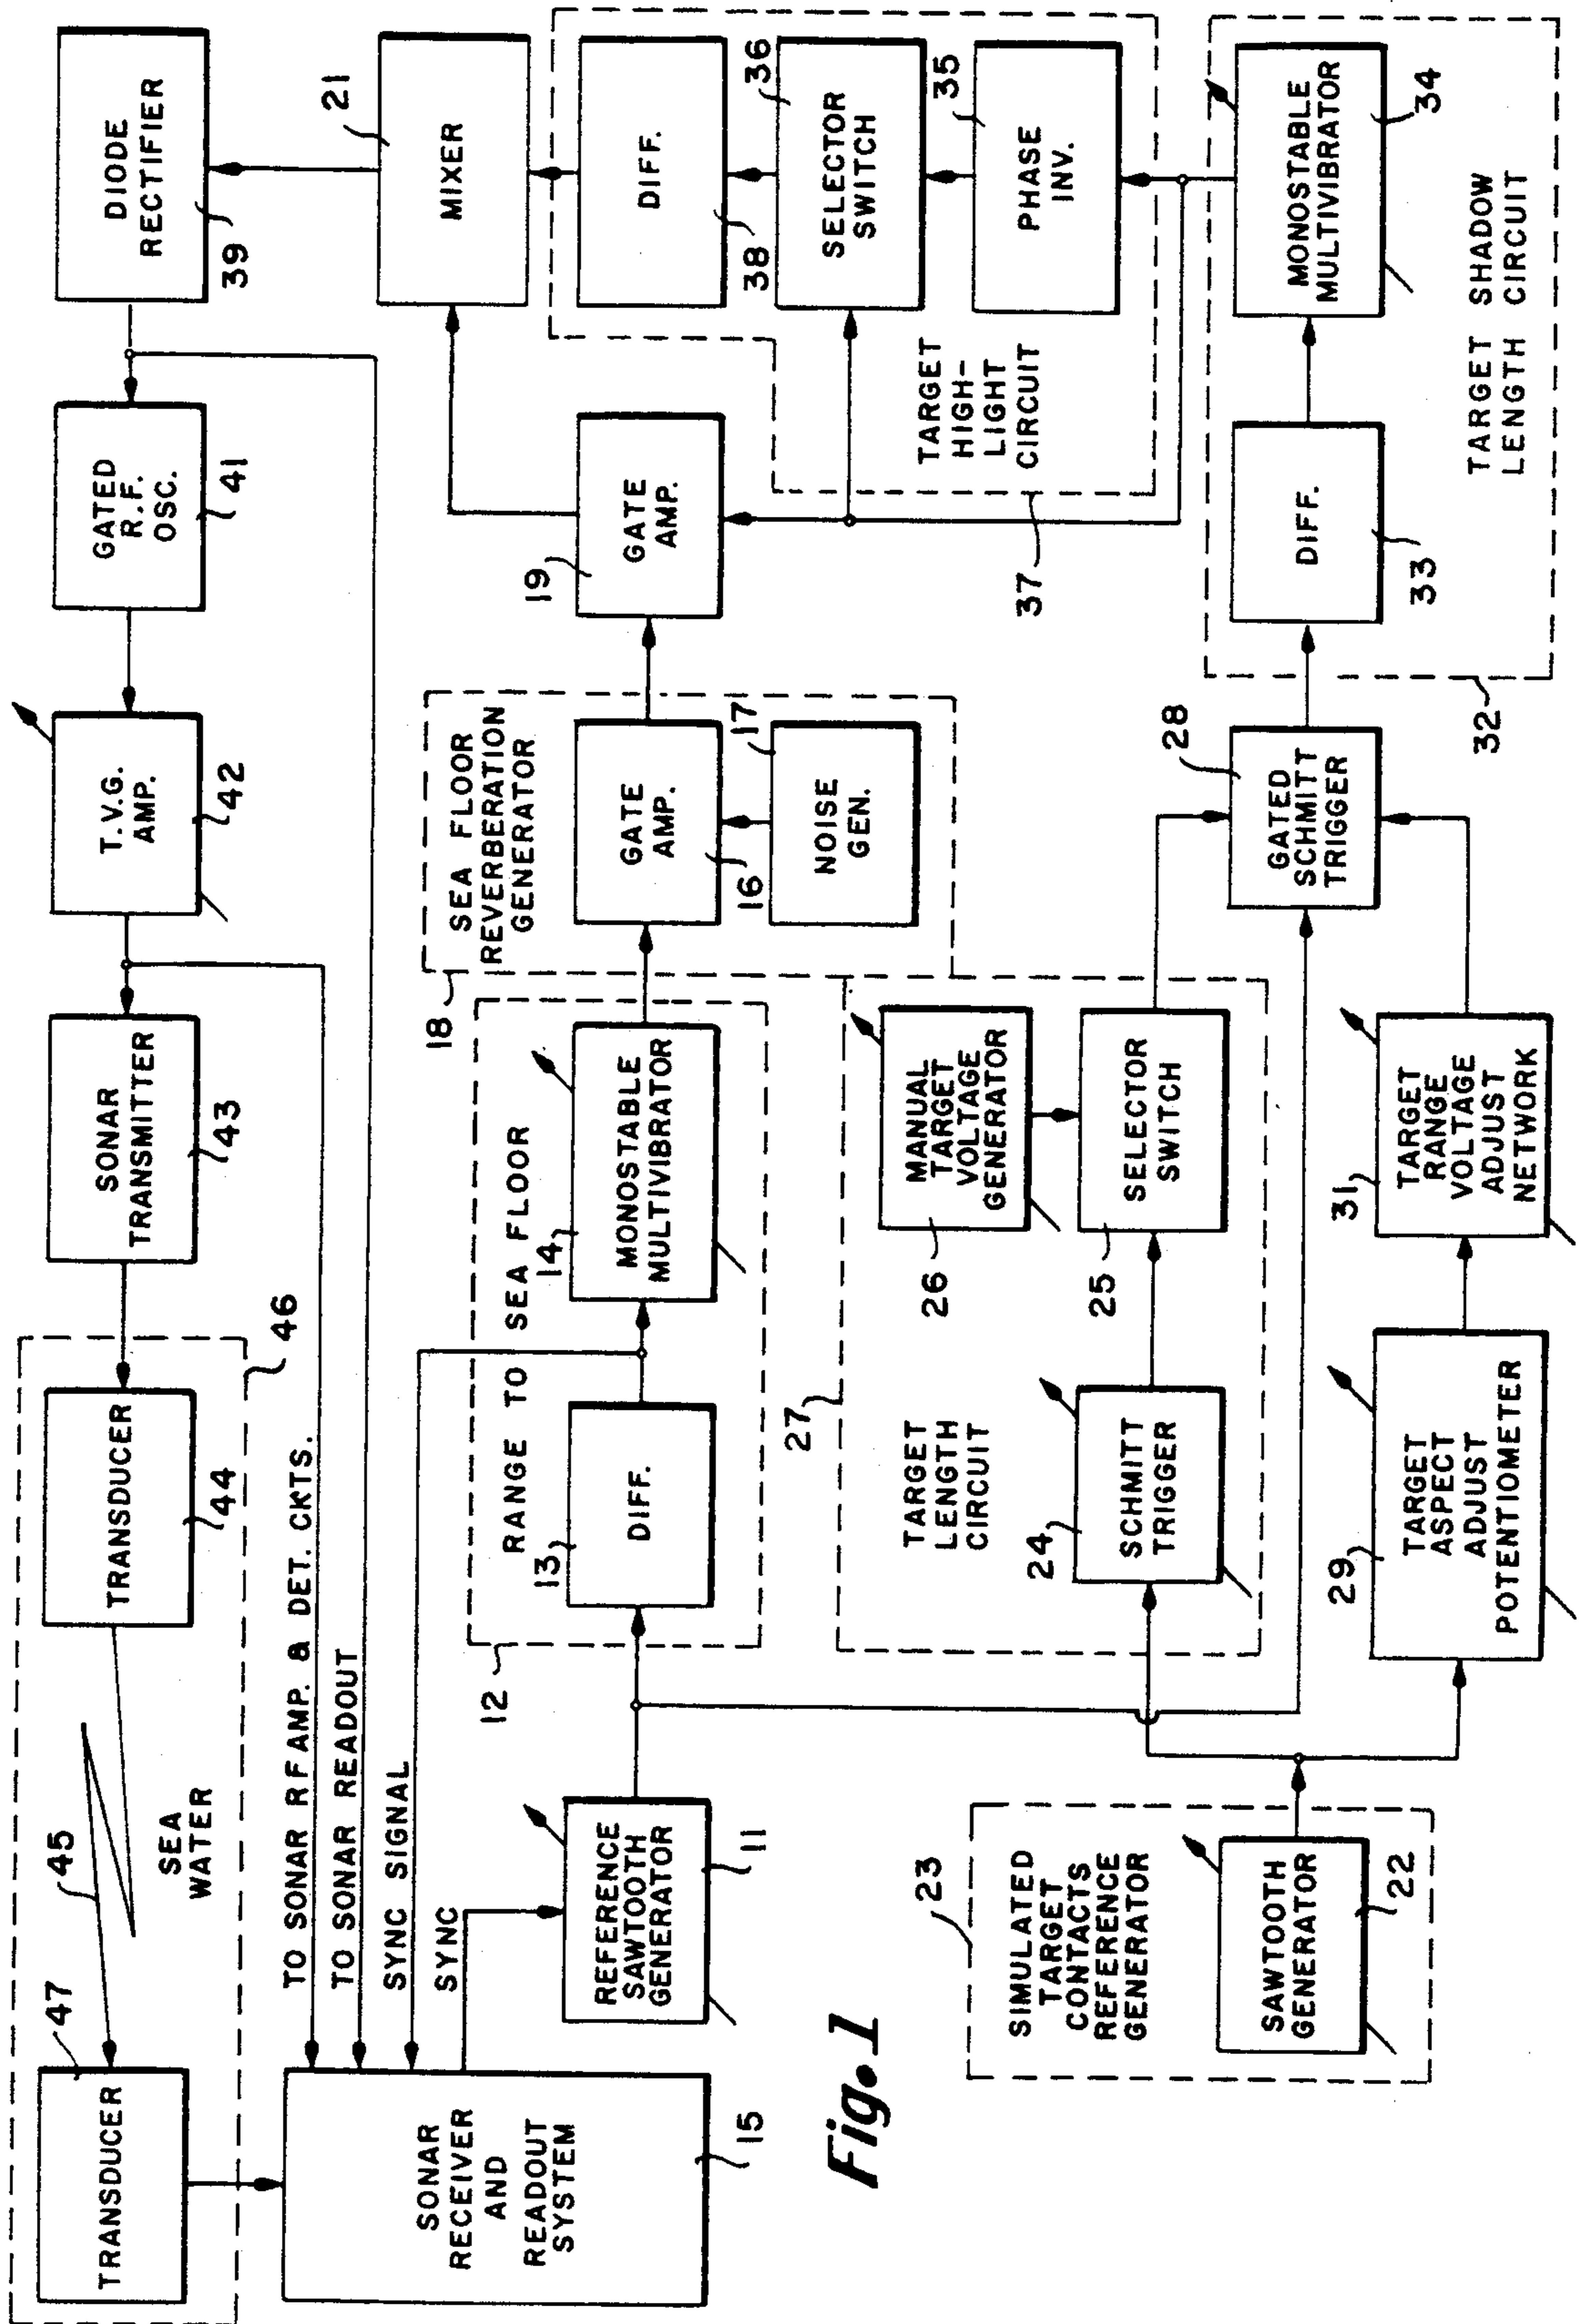 TRANSDUCER
47
45
SEA
WATER
TRANSDUCER
44
46
SONAR
TRANSMITTER
43
T.V.G.
AMP.
42
GATED
R.F.
OSC.
41
DIODE
RECTIFIER
39
TO SONAR RF AMP. & DET. CKTS.
TO SONAR READOUT
SYNC SIGNAL
SYNC
SONAR
RECEIVER
AND
READOUT
SYSTEM
15
REFERENCE
SAWTOOTH
GENERATOR
11
12
RANGE TO SEA FLOOR
13
DIFF.
14
MONOSTABLE
MULTIVIBRATOR
18
SEA FLOOR
REVERBERATION
GENERATOR
GATE
AMP.
16
17
NOISE
GEN.
19
GATE
AMP.
21
MIXER
DIFF.
38
36
SELECTOR
SWITCH
35
PHASE
INV.
TARGET
HIGH-
LIGHT
CIRCUIT
37
27
TARGET
LENGTH
CIRCUIT
24
SCHMITT
TRIGGER
MANUAL
TARGET
VOLTAGE
GENERATOR
26
SELECTOR
SWITCH
25
28
GATED
SCHMITT
TRIGGER
DIFF.
33
MONOSTABLE
MULTIVIBRATOR
34
TARGET SHADOW
LENGTH CIRCUIT
32
23
SIMULATED
TARGET
CONTACTS
REFERENCE
GENERATOR
SAWTOOTH
GENERATOR
22
29
TARGET
ASPECT
ADJUST
POTENTIOMETER
31
TARGET
RANGE
VOLTAGE
ADJUST
NETWORK
Fig.1